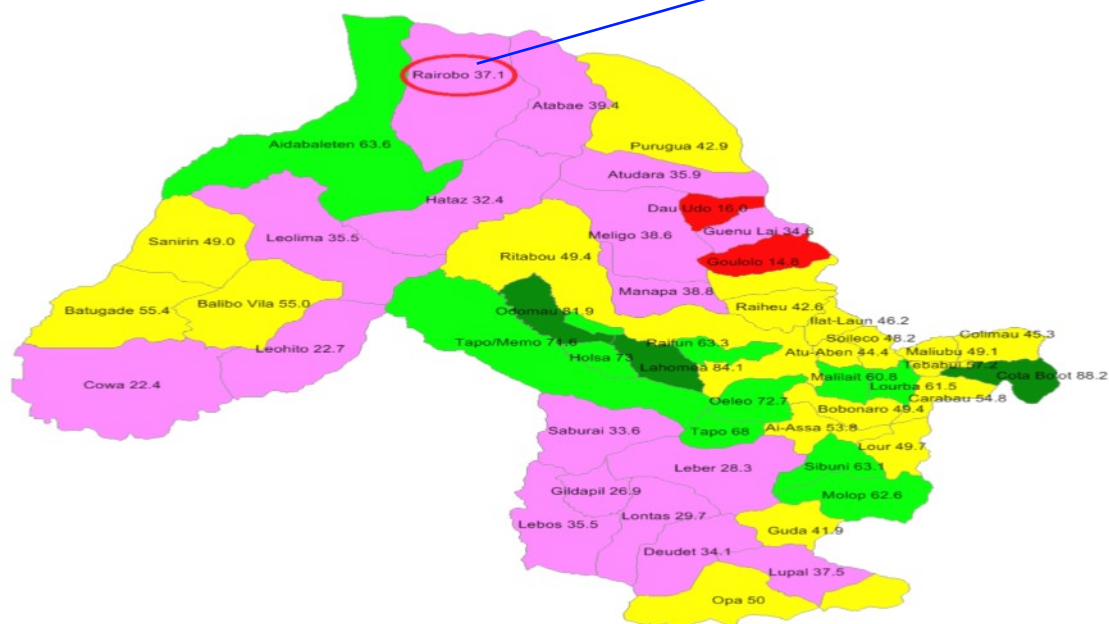 Rairobo 37.1
Atabae 39.4
Aidabaleten 63.6
Purugua 42.9
Atudara 35.9
Hataz 32.4
Dau Udo 16.0
Guenu Lai 34.6
Meligo 38.6
Leolima 35.5
Sanirin 49.0
Ritabou 49.4
Goulolo 14.8
Manapa 38.8
Balibo Vila 55.0
Batugade 55.4
Raiheu 42.6
Odomau 81.9
Ilat-Laun 46.2
Soileco 48.2
Colimau 45.3
Tapo/Memo 71.6
Raifun 63.3
Leohito 22.7
Atu-Aben 44.4
Maliubu 49.1
Holsa 73
Lahomea 84.1
Tebabui 57.2
Cota Bo'ot 88.2
Malilait 60.8
Cowa 22.4
Lourba 61.5
Carabau 54.8
Oeleo 72.7
Bobonaro 49.4
Ai-Assa 53.8
Saburai 33.6
Tapo 68
Lour 49.7
Leber 28.3
Sibuni 63.1
Gildapil 26.9
Molop 62.6
Lontas 29.7
Lebos 35.5
Guda 41.9
Deudet 34.1
Lupal 37.5
Opa 50